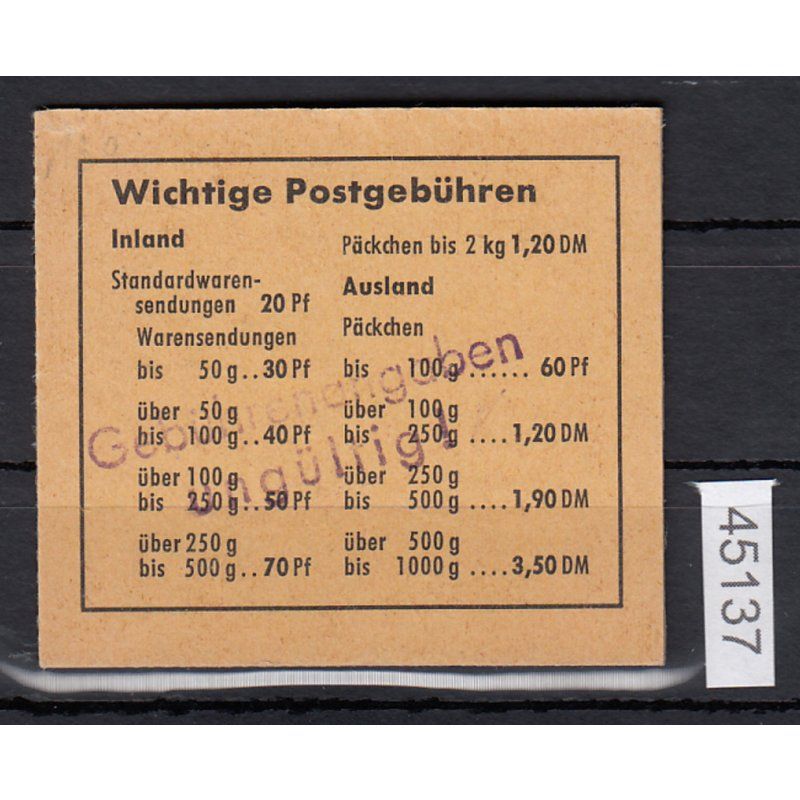 Wichtige Postgebühren
Inland
Standardwaren-
sendungen 20 Pf
Warensendungen
bis 50 g..30 Pf
über 50 g
bis 100 g..40 Pf
über 100 g
bis 250 g..50 Pf
über 250 g
bis 500 g..70 Pf
Päckchen bis 2 kg 1,20 DM
Ausland
Päckchen
bis 100 g ...... 60 Pf
über 100 g
bis 250 g ....1,20 DM
über 250 g
bis 500 g ....1,90 DM
über 500 g
bis 1000 g ....3,50 DM
Gebührenangaben
ungültig!
45137